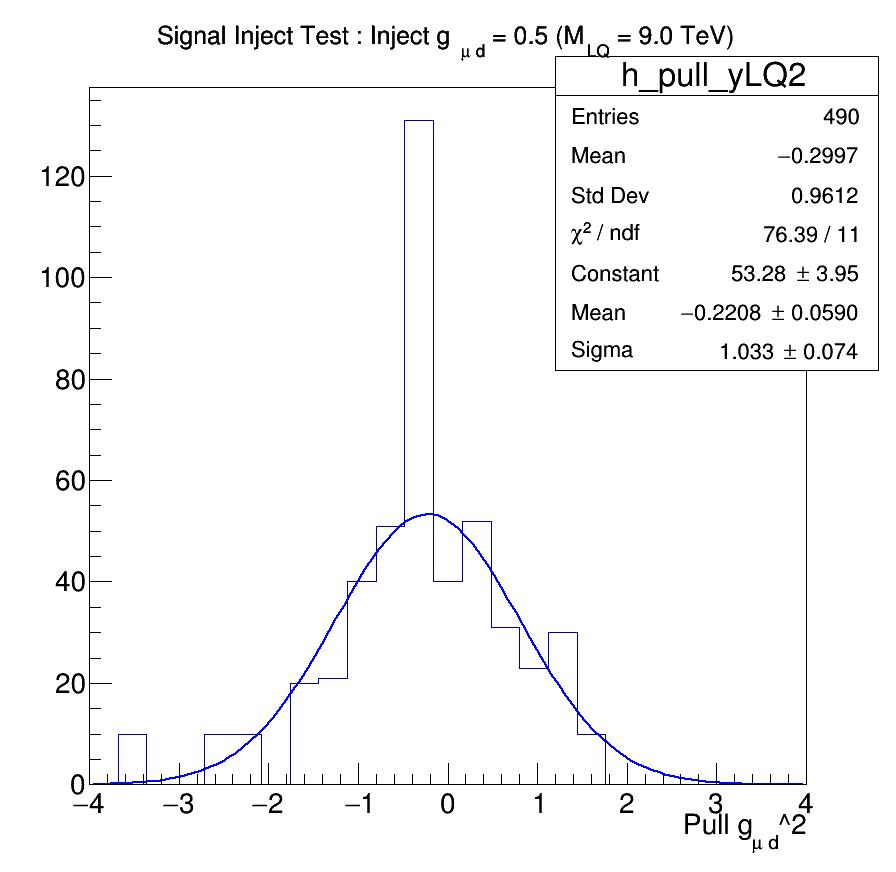 Signal Inject Test : Inject g μ d = 0.5 (M LQ = 9.0 TeV)
h_pull_yLQ2
Entries 490
Mean −0.2997
Std Dev 0.9612
χ² / ndf 76.39 / 11
Constant 53.28 ± 3.95
Mean −0.2208 ± 0.0590
Sigma 1.033 ± 0.074
120
100
80
60
40
20
0
−4 −3 −2 −1 0 1 2 3 4
Pull g μ d^2